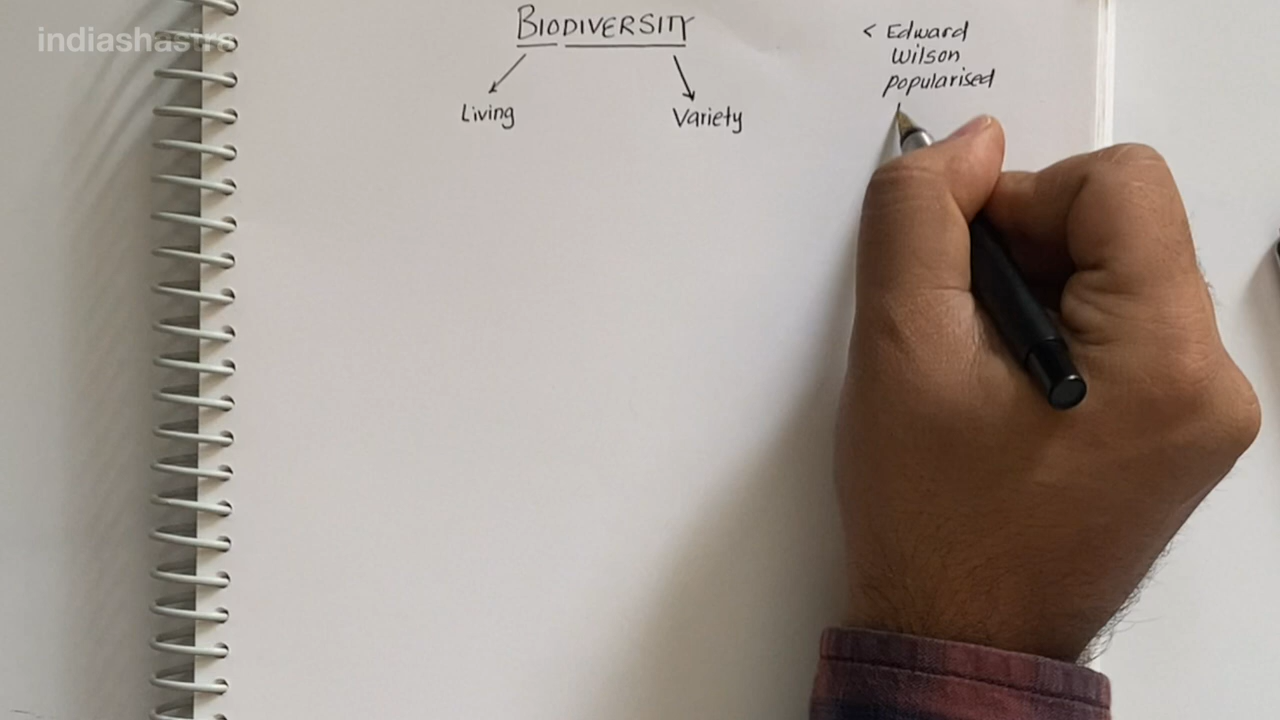 indiashastra
BIODIVERSITY
< Edward
Wilson
popularised
Living
Variety